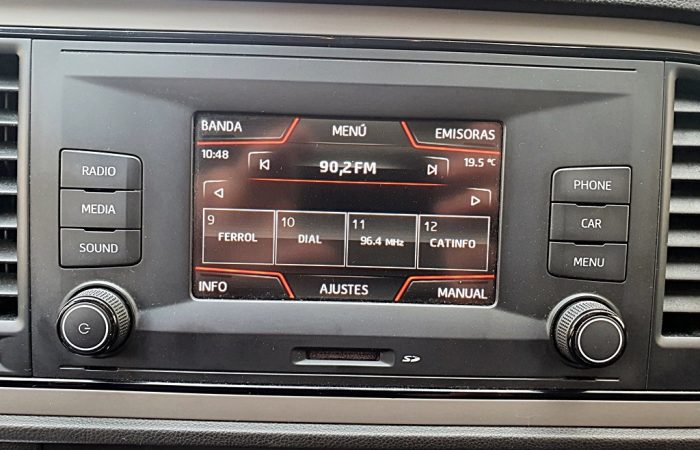 BANDA MENÚ EMISORAS
10:48 90,2 FM 19.5 °C
RADIO
MEDIA
SOUND
9 FERROL
10 DIAL
11 96.4 MHz
12 CATINFO
INFO AJUSTES MANUAL
PHONE
CAR
MENU
SD